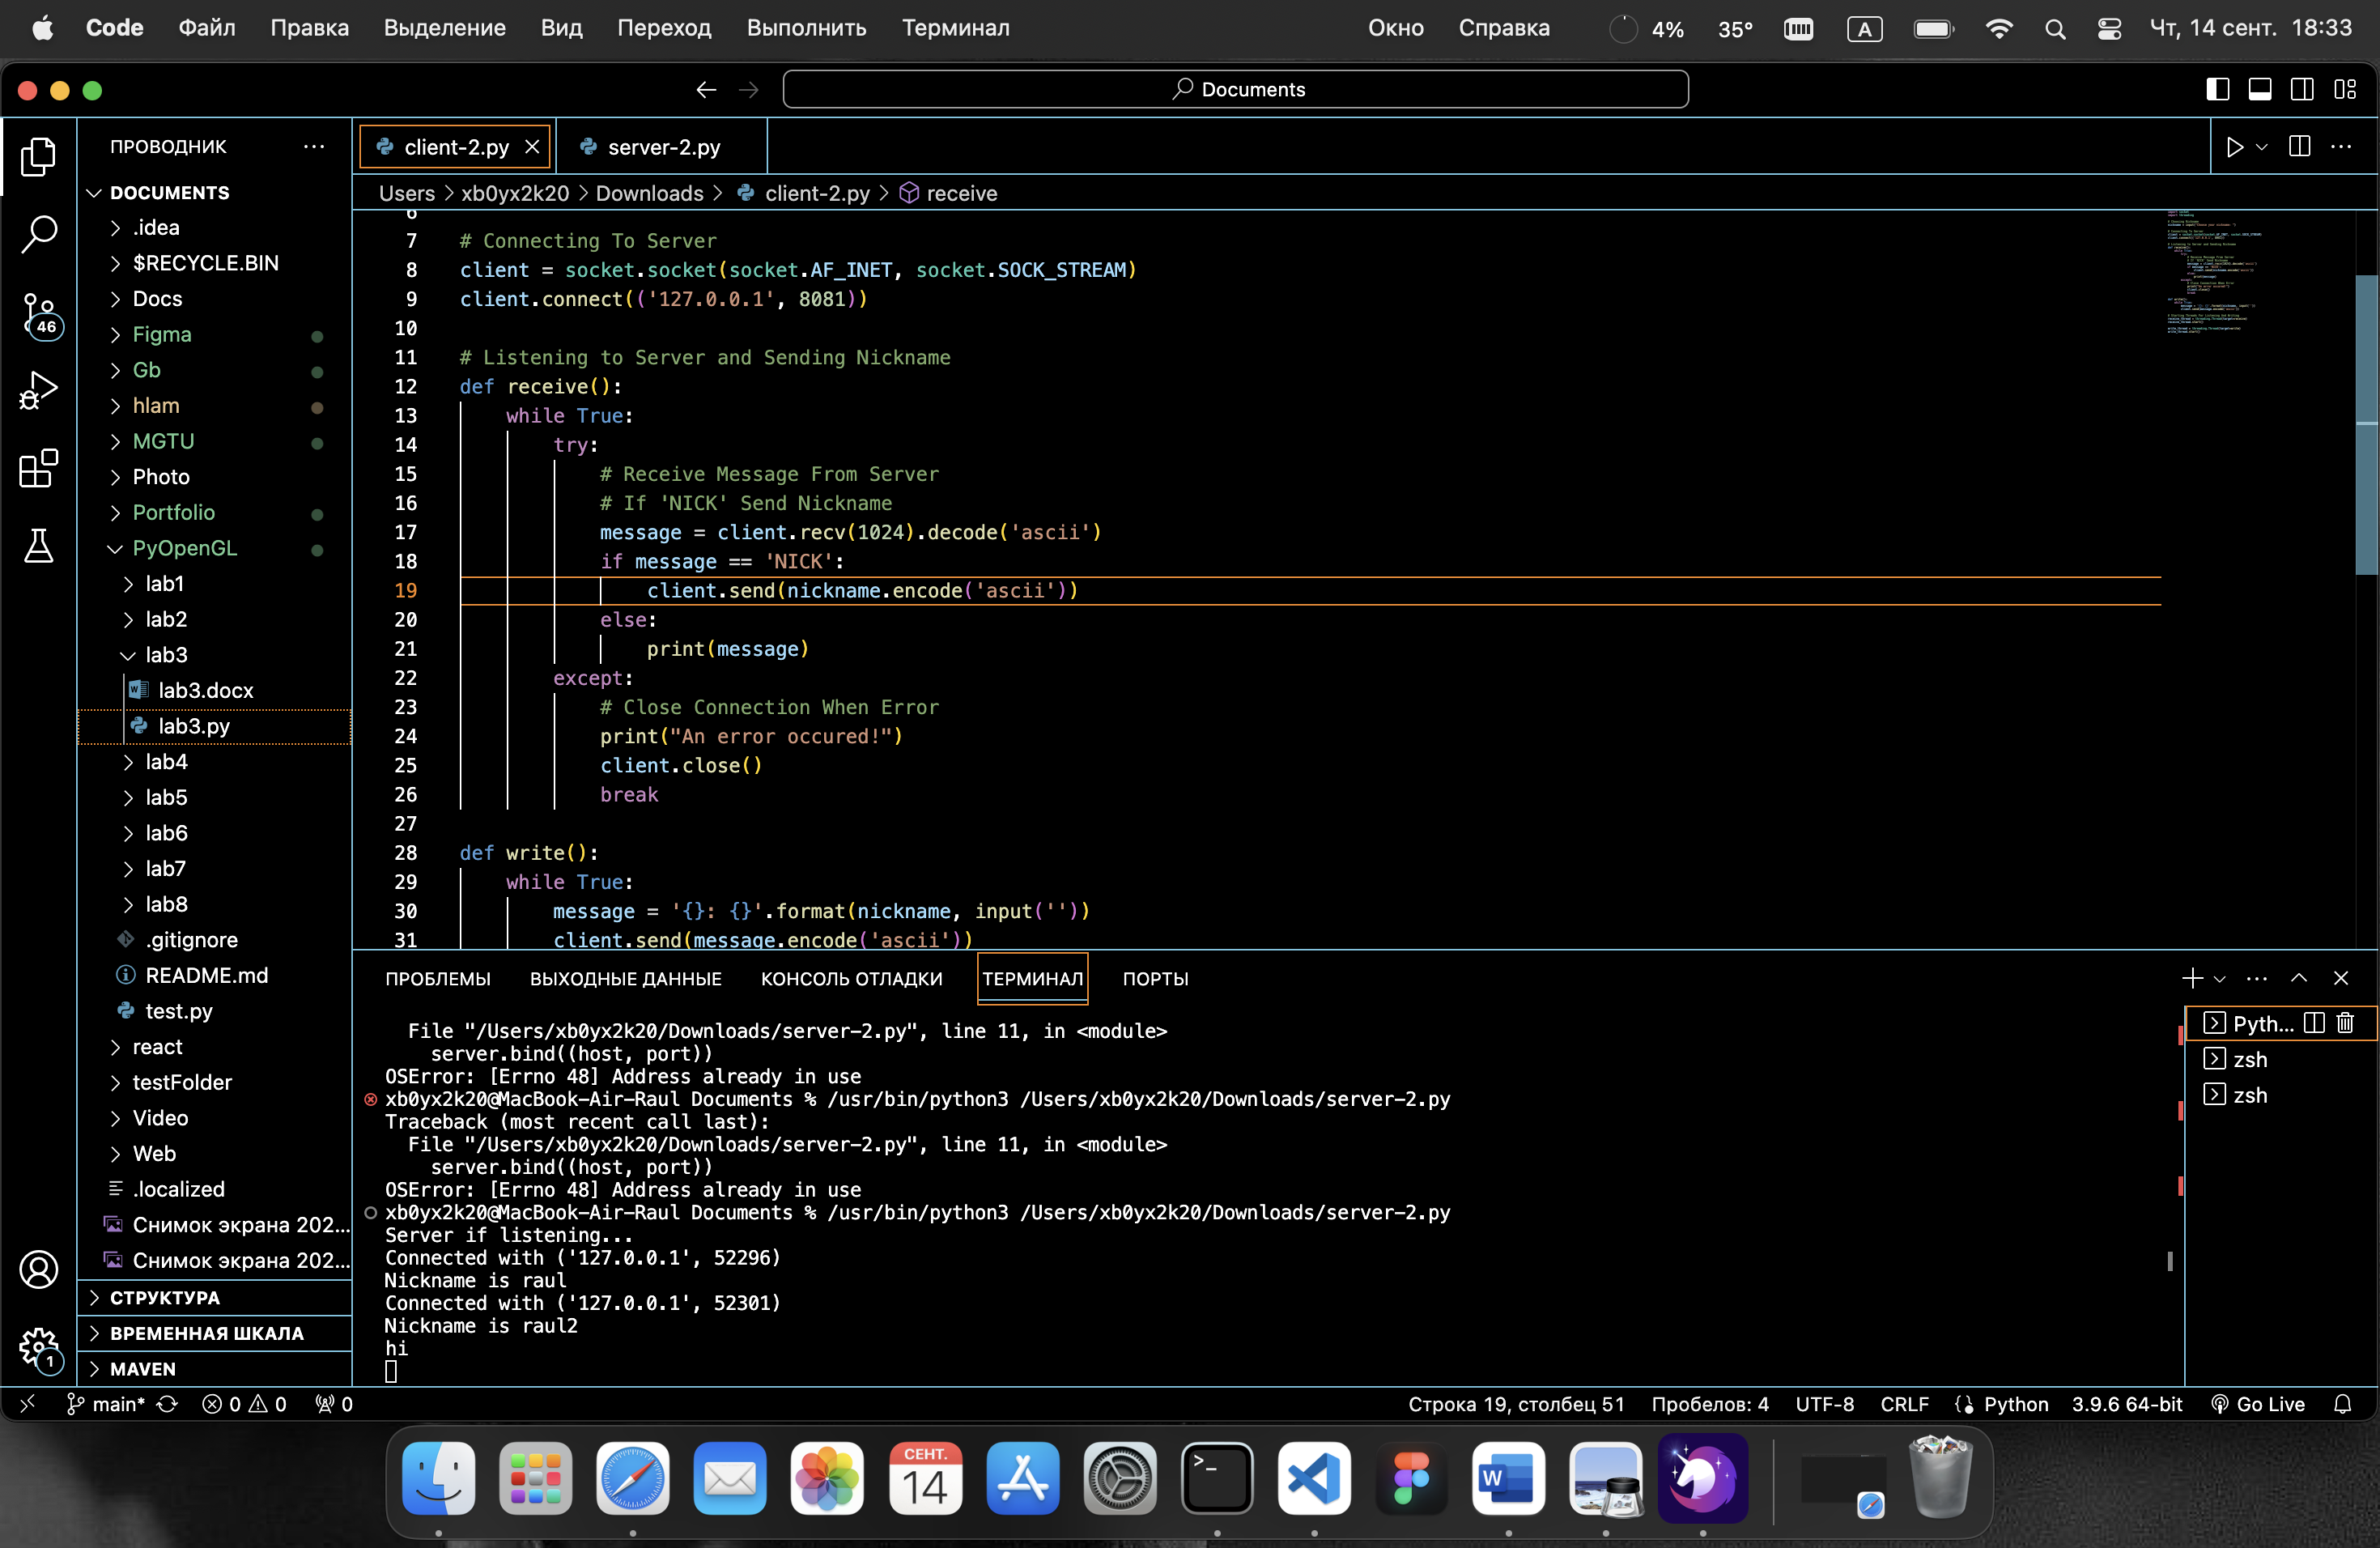 Code Файл Правка Выделение Вид Переход Выполнить Терминал Окно Справка 4% 35° A Чт, 14 сент. 18:33
Documents
ПРОВОДНИК
client-2.py
server-2.py
Users > xb0yx2k20 > Downloads > client-2.py > receive
DOCUMENTS
.idea
$RECYCLE.BIN
Docs
Figma
Gb
hlam
MGTU
Photo
Portfolio
PyOpenGL
lab1
lab2
lab3
lab3.docx
lab3.py
lab4
lab5
lab6
lab7
lab8
.gitignore
README.md
test.py
react
testFolder
Video
Web
.localized
Снимок экрана 202...
Снимок экрана 202...
СТРУКТУРА
ВРЕМЕННАЯ ШКАЛА
MAVEN
46
1
6
7 # Connecting To Server
8 client = socket.socket(socket.AF_INET, socket.SOCK_STREAM)
9 client.connect(('127.0.0.1', 8081))
10
11 # Listening to Server and Sending Nickname
12 def receive():
13 while True:
14 try:
15 # Receive Message From Server
16 # If 'NICK' Send Nickname
17 message = client.recv(1024).decode('ascii')
18 if message == 'NICK':
19 client.send(nickname.encode('ascii'))
20 else:
21 print(message)
22 except:
23 # Close Connection When Error
24 print("An error occured!")
25 client.close()
26 break
27
28 def write():
29 while True:
30 message = '{}: {}'.format(nickname, input(''))
31 client.send(message.encode('ascii'))
ПРОБЛЕМЫ ВЫХОДНЫЕ ДАННЫЕ КОНСОЛЬ ОТЛАДКИ ТЕРМИНАЛ ПОРТЫ
File "/Users/xb0yx2k20/Downloads/server-2.py", line 11, in <module>
server.bind((host, port))
OSError: [Errno 48] Address already in use
xb0yx2k20@MacBook-Air-Raul Documents % /usr/bin/python3 /Users/xb0yx2k20/Downloads/server-2.py
Traceback (most recent call last):
File "/Users/xb0yx2k20/Downloads/server-2.py", line 11, in <module>
server.bind((host, port))
OSError: [Errno 48] Address already in use
xb0yx2k20@MacBook-Air-Raul Documents % /usr/bin/python3 /Users/xb0yx2k20/Downloads/server-2.py
Server if listening...
Connected with ('127.0.0.1', 52296)
Nickname is raul
Connected with ('127.0.0.1', 52301)
Nickname is raul2
hi
Pyth...
zsh
zsh
main* 0 0 0 Строка 19, столбец 51 Пробелов: 4 UTF-8 CRLF Python 3.9.6 64-bit Go Live
СЕНТ.
14
>_
W